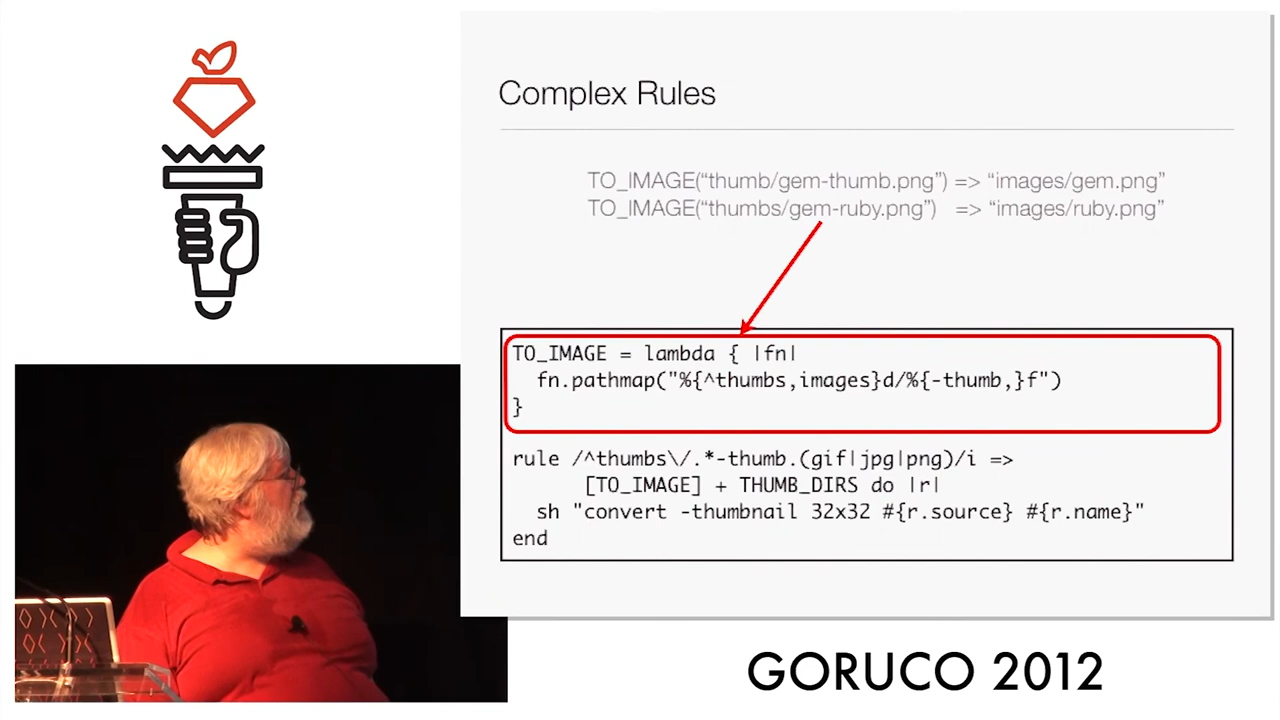 Complex Rules
TO_IMAGE(“thumb/gem-thumb.png”) => “images/gem.png”
TO_IMAGE(“thumbs/gem-ruby.png”) => “images/ruby.png”
TO_IMAGE = lambda { |fn|
fn.pathmap("%{^thumbs,images}d/%{-thumb,}f")
}
rule /^thumbs\/.*-thumb.(gif|jpg|png)/i =>
[TO_IMAGE] + THUMB_DIRS do |r|
sh "convert -thumbnail 32x32 #{r.source} #{r.name}"
end
GORUCO 2012